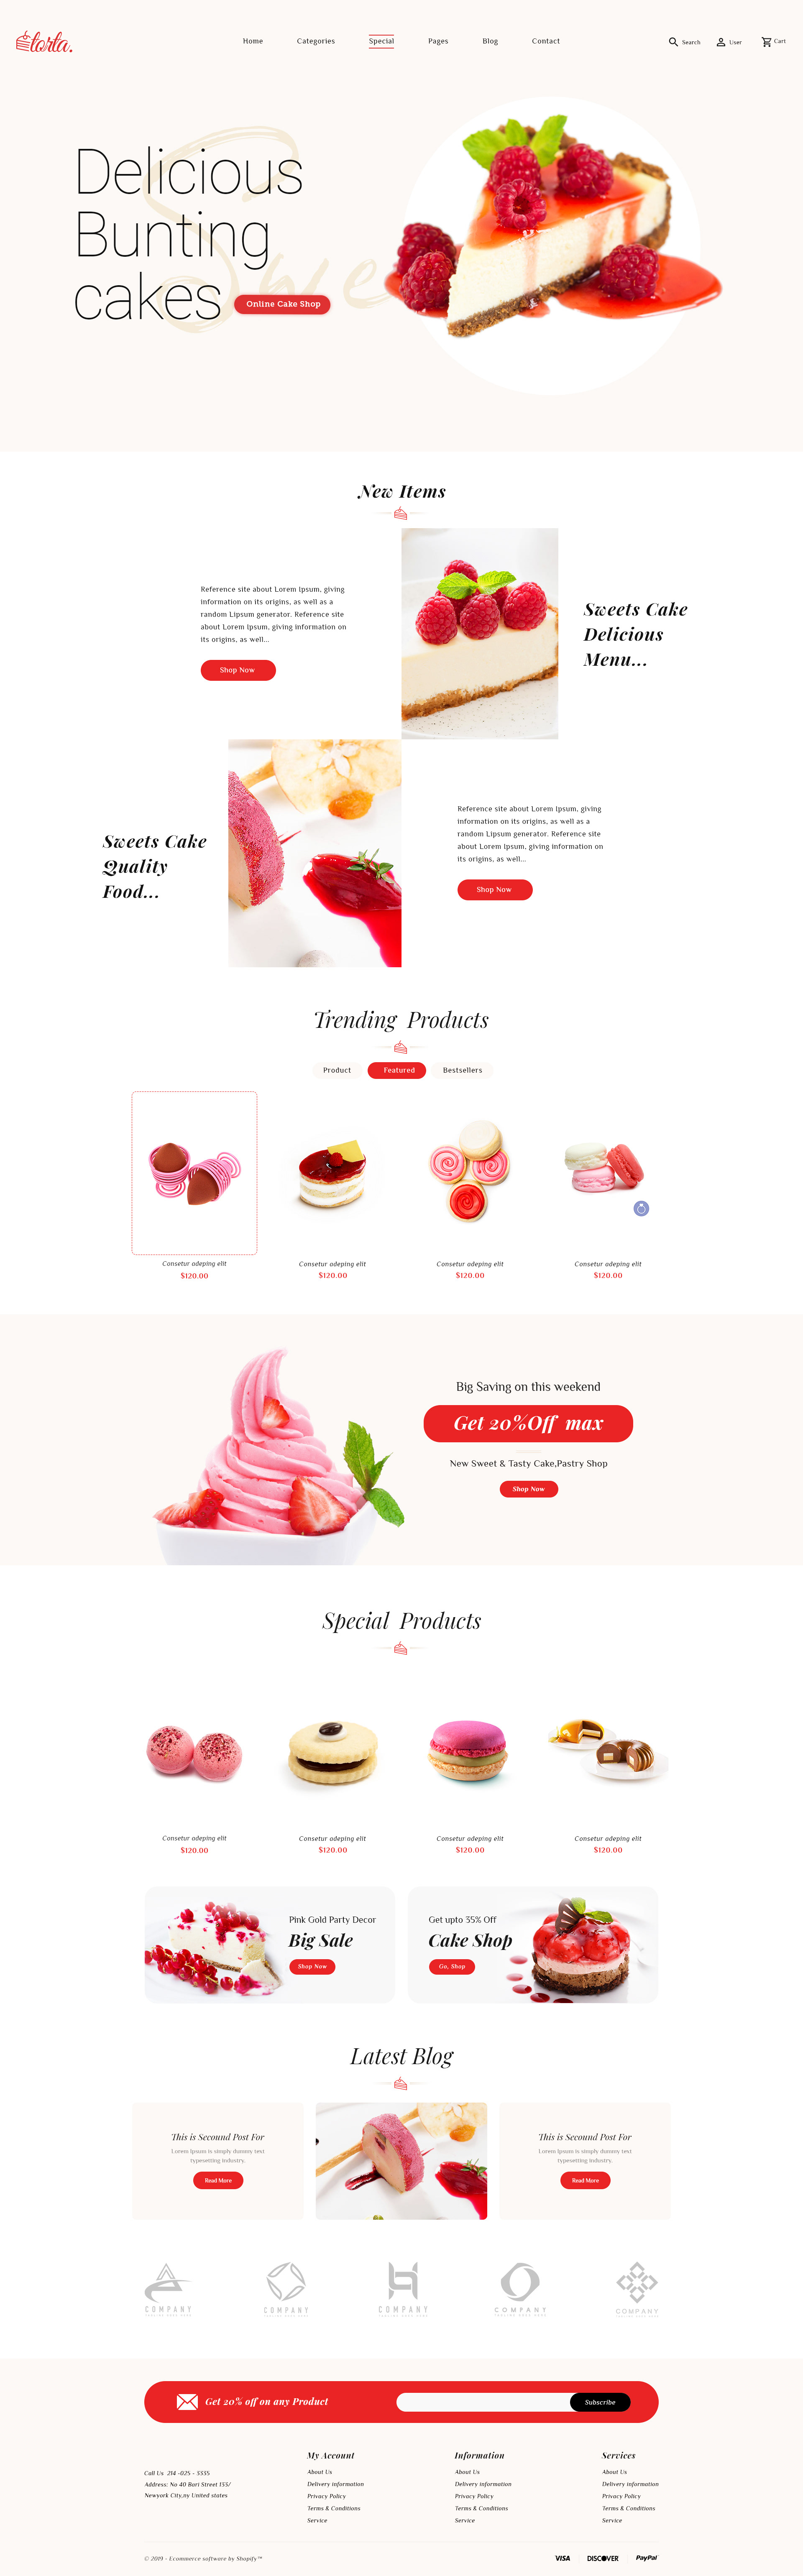 torta.
Home
Categories
Special
Pages
Blog
Contact
Search
User
Cart
Swe
Delicious
Bunting
cakes
Online Cake Shop
New Items
Reference site about Lorem Ipsum, giving
information on its origins, as well as a
random Lipsum generator. Reference site
about Lorem Ipsum, giving information on
its origins, as well...
Shop Now
Sweets Cake
Delicious
Menu...
Sweets Cake
Quality
Food...
Reference site about Lorem Ipsum, giving
information on its origins, as well as a
random Lipsum generator. Reference site
about Lorem Ipsum, giving information on
its origins, as well...
Shop Now
Trending Products
Product
Featured
Bestsellers
Consetur adeping elit
$120.00
Consetur adeping elit
$120.00
Consetur adeping elit
$120.00
Consetur adeping elit
$120.00
Big Saving on this weekend
Get 20%Off max
New Sweet & Tasty Cake,Pastry Shop
Shop Now
Special Products
Consetur adeping elit
$120.00
Consetur adeping elit
$120.00
Consetur adeping elit
$120.00
Consetur adeping elit
$120.00
Pink Gold Party Decor
Big Sale
Shop Now
Get upto 35% Off
Cake Shop
Go, Shop
Latest Blog
This is Secound Post For
Lorem Ipsum is simply dummy text
typesetting industry.
Read More
This is Secound Post For
Lorem Ipsum is simply dummy text
typesetting industry.
Read More
COMPANY
COMPANY
COMPANY
COMPANY
COMPANY
Get 20% off on any Product
Subscribe
Call Us 214 -025 - 3335
Address: No 40 Bari Street 133/
Newyork City,ny United states
My Account
About Us
Delivery information
Privacy Policy
Terms & Conditions
Service
Information
About Us
Delivery information
Privacy Policy
Terms & Conditions
Service
Services
About Us
Delivery information
Privacy Policy
Terms & Conditions
Service
© 2019 - Ecommerce software by Shopify™
VISA
DISCOVER
PayPal